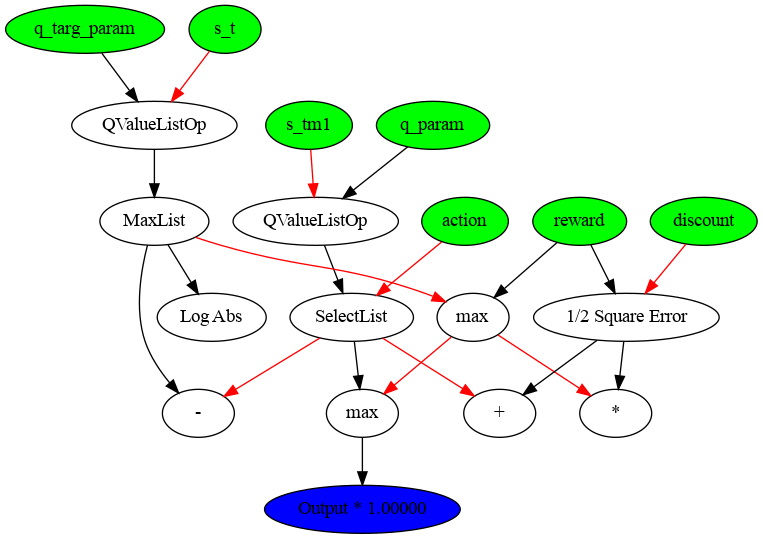 q_targ_param
s_t
QValueListOp
s_tm1
q_param
MaxList
QValueListOp
action
reward
discount
Log Abs
SelectList
max
1/2 Square Error
-
max
+
*
Output * 1.00000